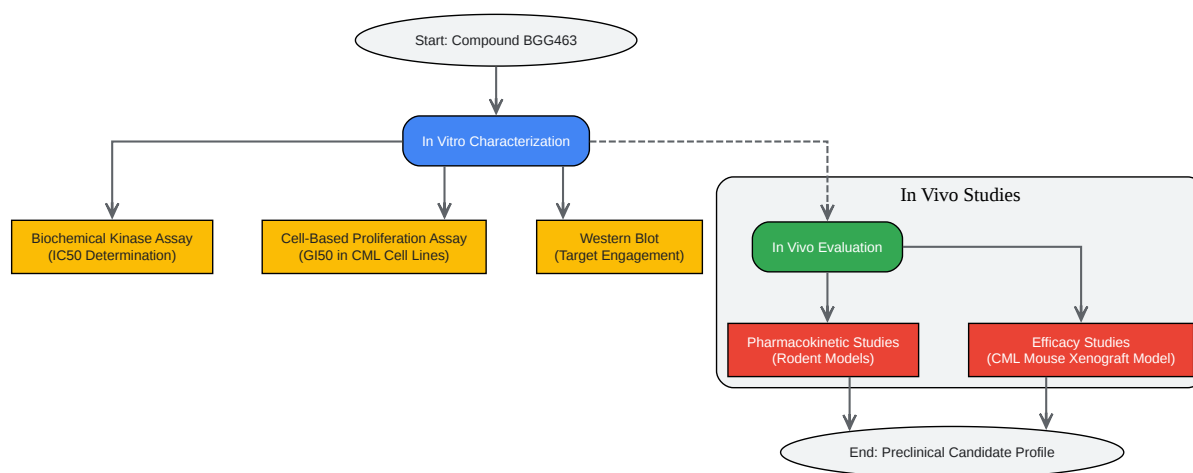 Start: Compound BGG463
In Vitro Characterization
Biochemical Kinase Assay
(IC50 Determination)
Cell-Based Proliferation Assay
(GI50 in CML Cell Lines)
Western Blot
(Target Engagement)
In Vivo Studies
In Vivo Evaluation
Pharmacokinetic Studies
(Rodent Models)
Efficacy Studies
(CML Mouse Xenograft Model)
End: Preclinical Candidate Profile